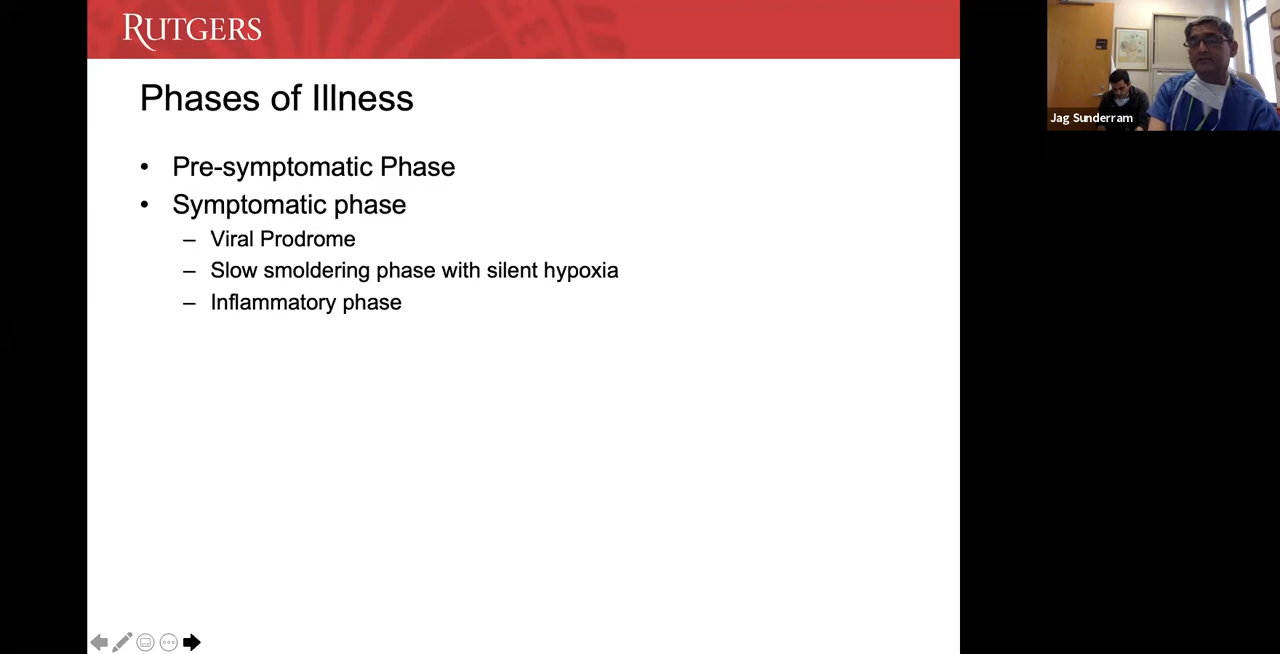 RUTGERS
Phases of Illness
• Pre-symptomatic Phase
• Symptomatic phase
– Viral Prodrome
– Slow smoldering phase with silent hypoxia
– Inflammatory phase
Jag Sunderram